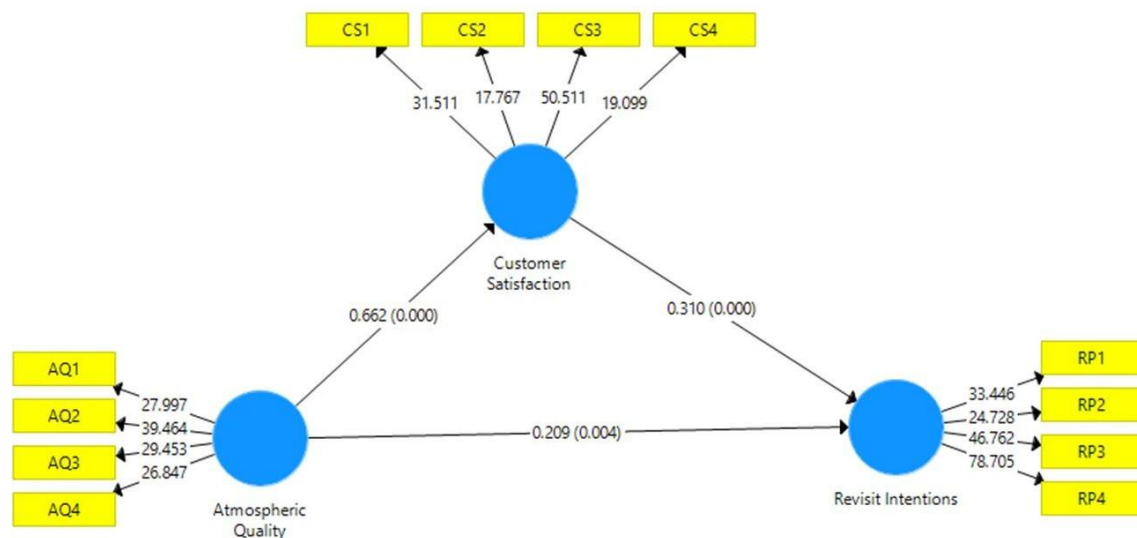 CS1
CS2
CS3
CS4
31.511
17.767
50.511
19.099
Customer
Satisfaction
0.662 (0.000)
0.310 (0.000)
AQ1
AQ2
AQ3
AQ4
27.997
39.464
29.453
26.847
Atmospheric
Quality
0.209 (0.004)
33.446
24.728
46.762
78.705
Revisit Intentions
RP1
RP2
RP3
RP4